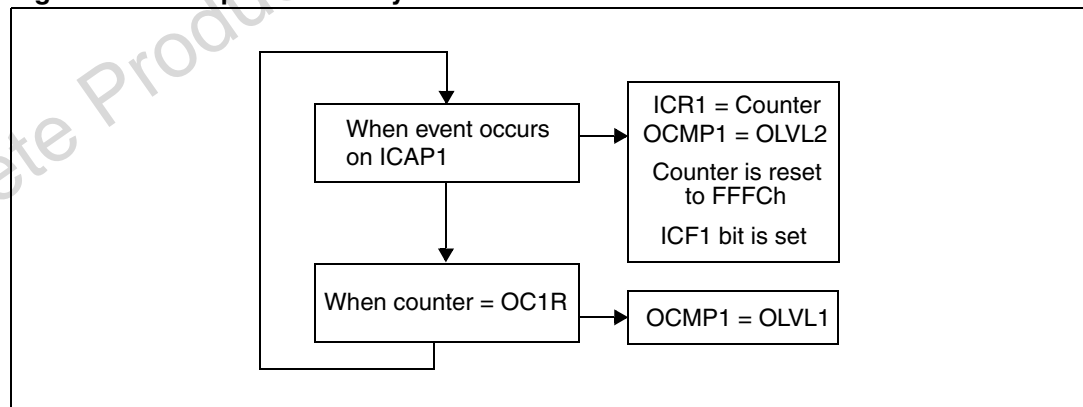 When event occurs
on ICAP1
ICR1 = Counter
OCMP1 = OLVL2
Counter is reset
to FFFCh
ICF1 bit is set
When counter = OC1R
OCMP1 = OLVL1